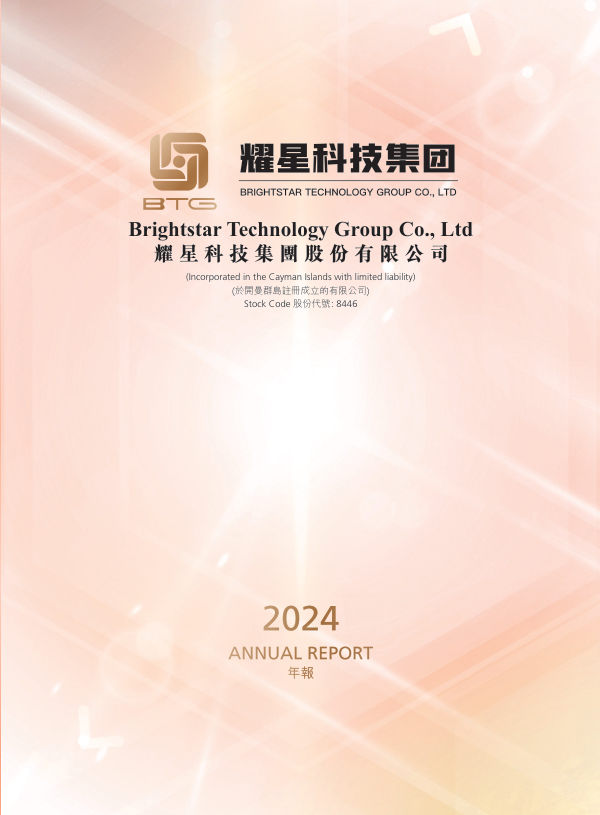 耀星科技集团
BTG
BRIGHTSTAR TECHNOLOGY GROUP CO., LTD
Brightstar Technology Group Co., Ltd
耀星科技集團股份有限公司
(Incorporated in the Cayman Islands with limited liability)
(於開曼群島註冊成立的有限公司)
Stock Code 股份代號: 8446
2024
ANNUAL REPORT
年報